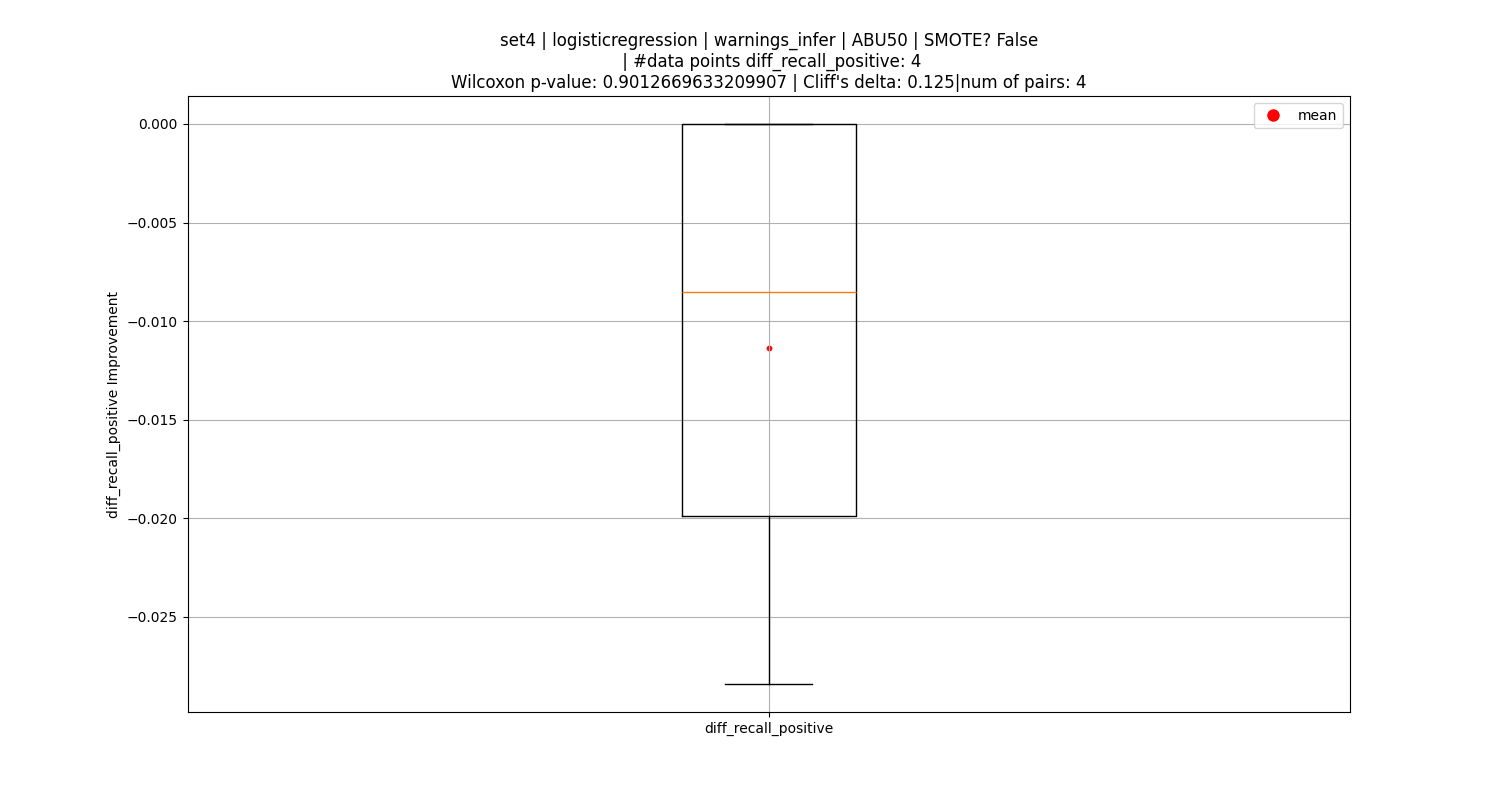 set4 | logisticregression | warnings_infer | ABU50 | SMOTE? False
| #data points diff_recall_positive: 4
Wilcoxon p-value: 0.9012669633209907 | Cliff's delta: 0.125|num of pairs: 4
mean
0.000
−0.005
−0.010
−0.015
−0.020
−0.025
diff_recall_positive Improvement
diff_recall_positive